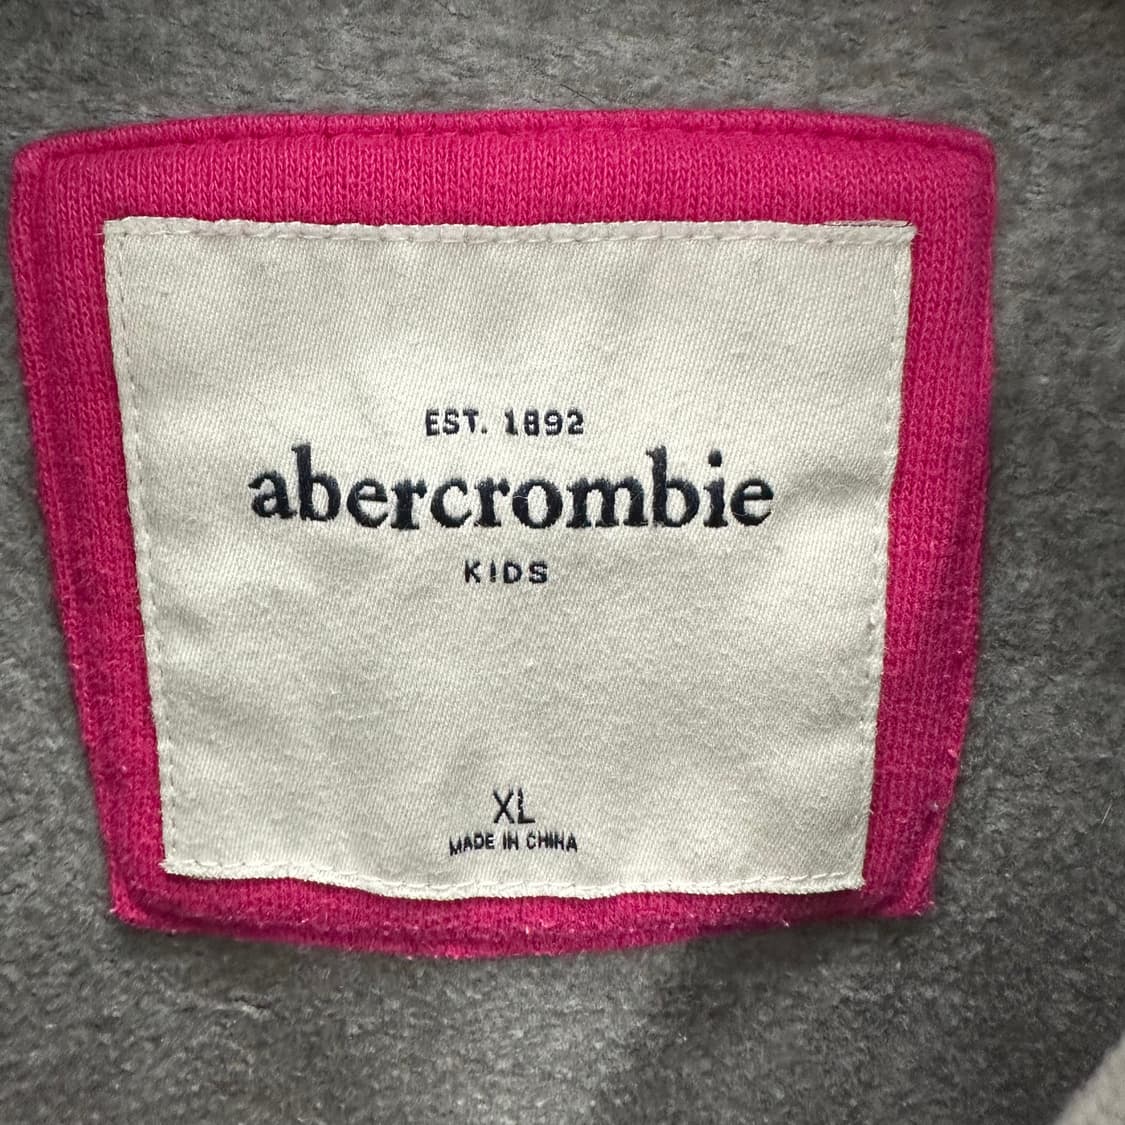 EST. 1892
abercrombie
KIDS
XL
MADE IN CHINA